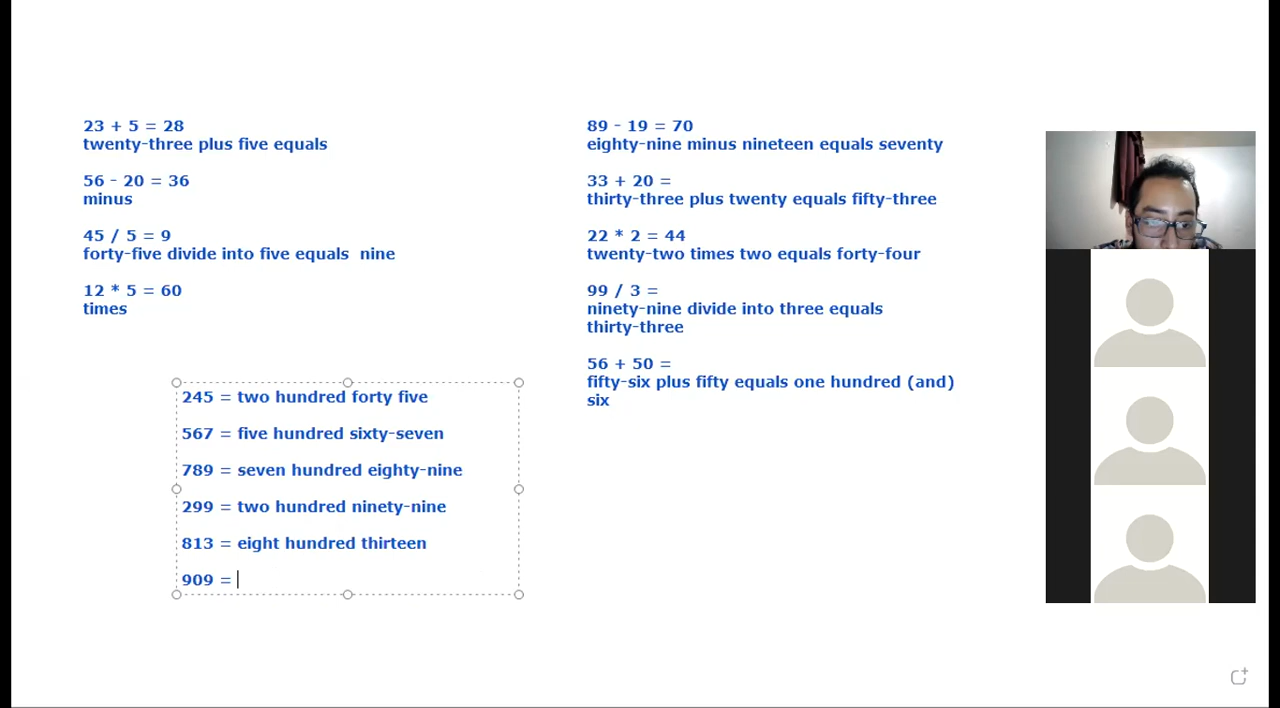 23 + 5 = 28
twenty-three plus five equals
56 - 20 = 36
minus
45 / 5 = 9
forty-five divide into five equals  nine
12 * 5 = 60
times
245 = two hundred forty five
567 = five hundred sixty-seven
789 = seven hundred eighty-nine
299 = two hundred ninety-nine
813 = eight hundred thirteen
909 =
89 - 19 = 70
eighty-nine minus nineteen equals seventy
33 + 20 =
thirty-three plus twenty equals fifty-three
22 * 2 = 44
twenty-two times two equals forty-four
99 / 3 =
ninety-nine divide into three equals
thirty-three
56 + 50 =
fifty-six plus fifty equals one hundred (and)
six